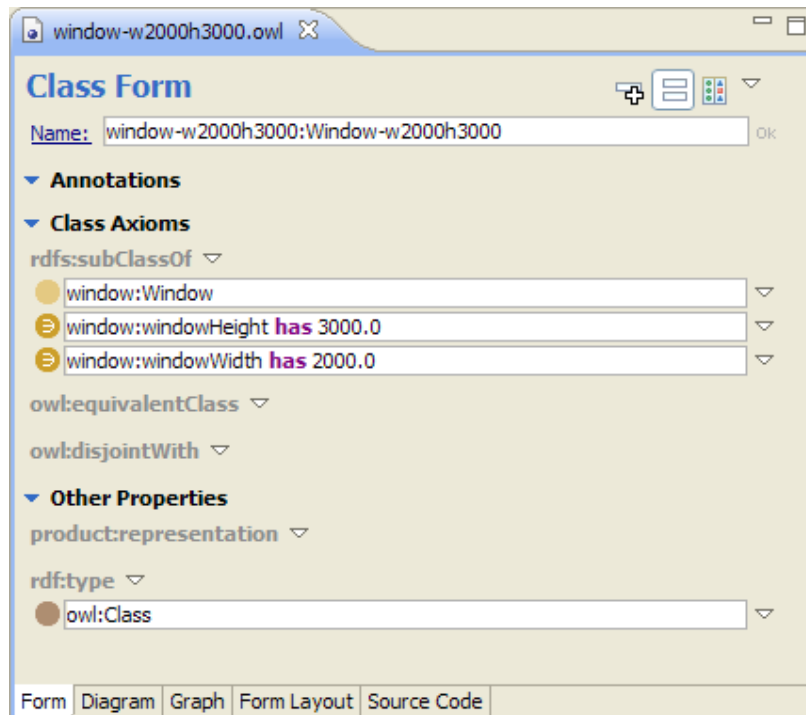 window-w2000h3000.owl
Class Form
Name: window-w2000h3000:Window-w2000h3000 Ok
Annotations
Class Axioms
rdfs:subClassOf
window:Window
window:windowHeight has 3000.0
window:windowWidth has 2000.0
owl:equivalentClass
owl:disjointWith
Other Properties
product:representation
rdf:type
owl:Class
Form Diagram Graph Form Layout Source Code